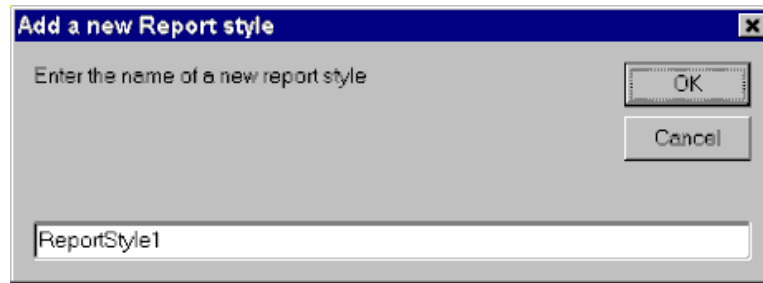 Add a new Report style
Enter the name of a new report style
OK
Cancel
ReportStyle1